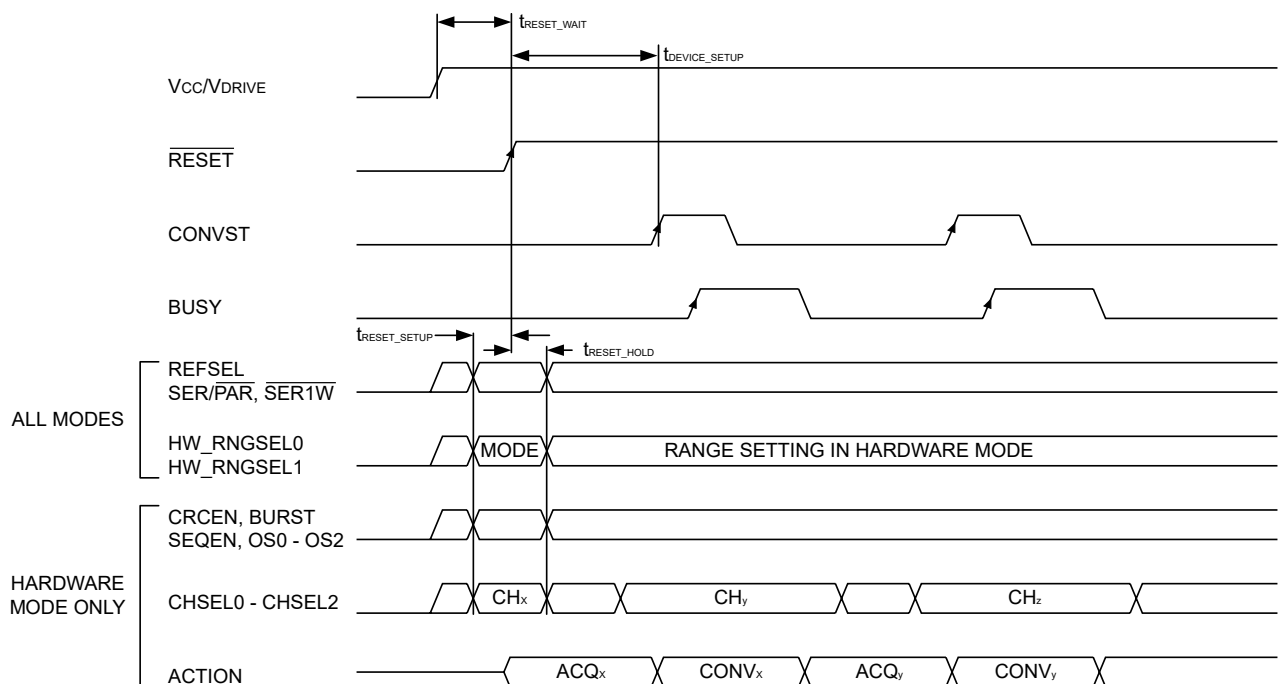 tRESET_WAIT
tDEVICE_SETUP
VCC/VDRIVE
RESET
CONVST
BUSY
tRESET_SETUP
tRESET_HOLD
ALL MODES
REFSEL
SER/PAR, SER1W
HW_RNGSEL0
HW_RNGSEL1
MODE
RANGE SETTING IN HARDWARE MODE
HARDWARE
MODE ONLY
CRCEN, BURST
SEQEN, OS0 - OS2
CHSEL0 - CHSEL2
CHx
CHy
CHz
ACTION
ACQx
CONVx
ACQy
CONVy